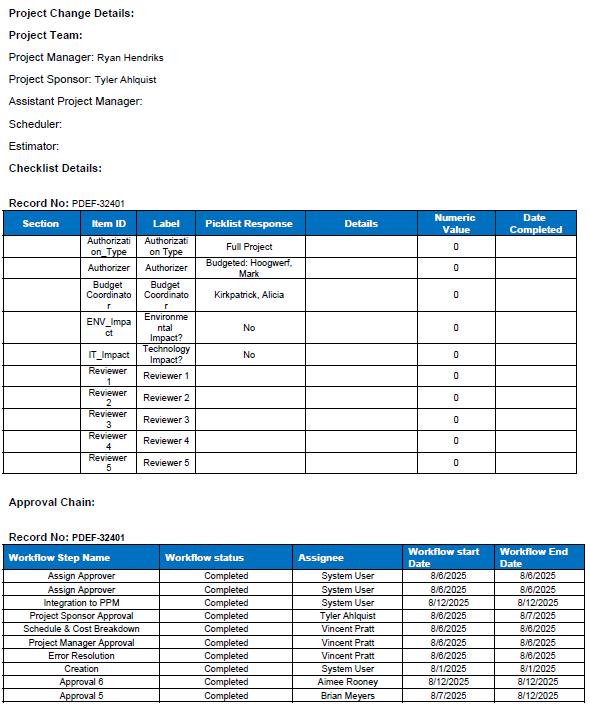 Project Change Details:
Project Team:
Project Manager: Ryan Hendriks
Project Sponsor: Tyler Ahlquist
Assistant Project Manager:
Scheduler:
Estimator:
Checklist Details:
Record No: PDEF-32401
Section Item ID Label Picklist Response Details Numeric Value Date Completed
Authorizati on_Type Authorizati on Type Full Project 0
Authorizer Authorizer Budgeted: Hoogwerf, Mark 0
Budget Coordinato r Budget Coordinato r Kirkpatrick, Alicia 0
ENV_Impa ct Environme ntal Impact? No 0
IT_Impact Technology Impact? No 0
Reviewer 1 Reviewer 1 0
Reviewer 2 Reviewer 2 0
Reviewer 3 Reviewer 3 0
Reviewer 4 Reviewer 4 0
Reviewer 5 Reviewer 5 0
Approval Chain:
Record No: PDEF-32401
Workflow Step Name Workflow status Assignee Workflow start Date Workflow End Date
Assign Approver Completed System User 8/6/2025 8/6/2025
Assign Approver Completed System User 8/6/2025 8/6/2025
Integration to PPM Completed System User 8/12/2025 8/12/2025
Project Sponsor Approval Completed Tyler Ahlquist 8/6/2025 8/7/2025
Schedule & Cost Breakdown Completed Vincent Pratt 8/6/2025 8/6/2025
Project Manager Approval Completed Vincent Pratt 8/6/2025 8/6/2025
Error Resolution Completed Vincent Pratt 8/6/2025 8/6/2025
Creation Completed System User 8/1/2025 8/1/2025
Approval 6 Completed Aimee Rooney 8/12/2025 8/12/2025
Approval 5 Completed Brian Meyers 8/7/2025 8/12/2025